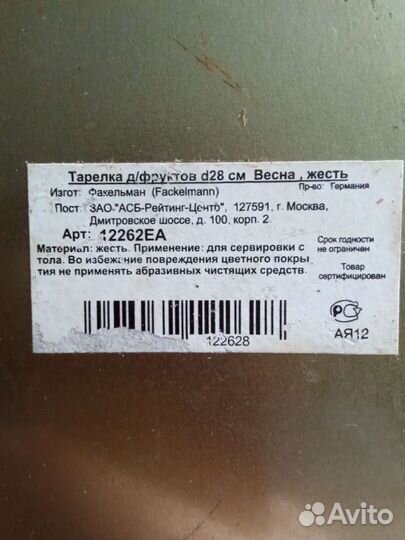 Тарелка д/фруктов d28 см Весна , жесть
Изгот: Факельман (Fackelmann) Пр-во: Германия
Пост: ЗАО-"АСБ-Рейтинг-Центр", 127591, г. Москва,
Дмитровское шоссе, д. 100, корп. 2
Арт: 12262EA
Материал: жесть. Применение: для сервировки с
тола. Во избежание повреждения цветного покры
тия не применять абразивных чистящих средств.
Срок годности
не ограничен
Товар
сертифицирован
РСТ
АЯ12
122628
Avito